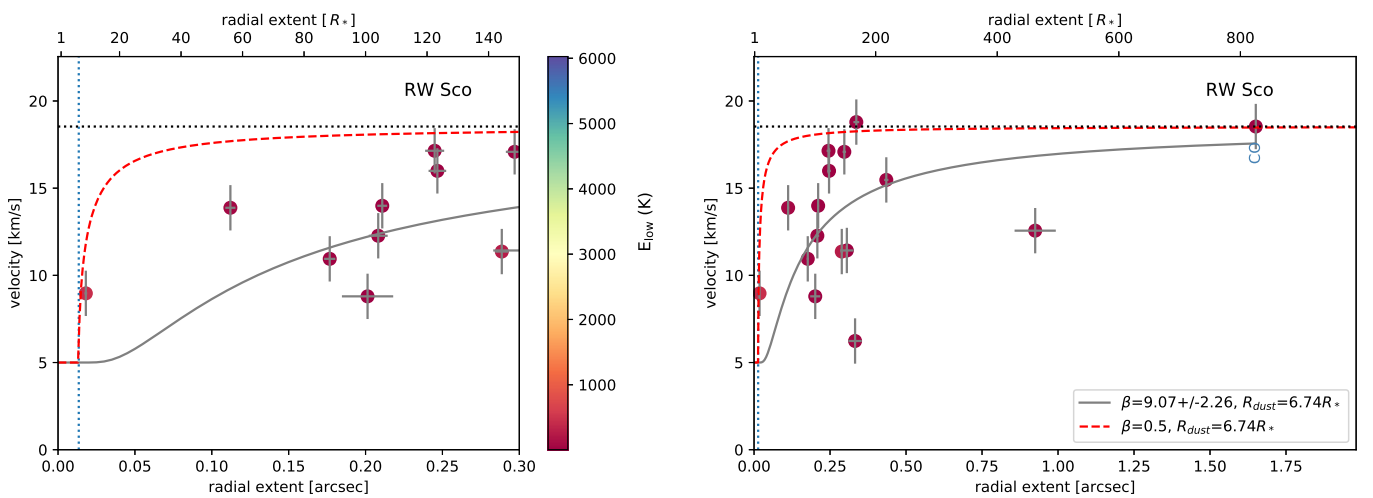 radial extent [ R* ]
1 20 40 60 80 100 120 140
RW Sco
velocity [km/s]
20
15
10
5
0
0.00 0.05 0.10 0.15 0.20 0.25 0.30
radial extent [arcsec]
6000
5000
4000
3000
2000
1000
E_low (K)
radial extent [ R* ]
1 200 400 600 800
RW Sco
velocity [km/s]
20
15
10
5
0
CO
β=9.07+/-2.26, R_dust=6.74R*
β=0.5, R_dust=6.74R*
0.00 0.25 0.50 0.75 1.00 1.25 1.50 1.75
radial extent [arcsec]